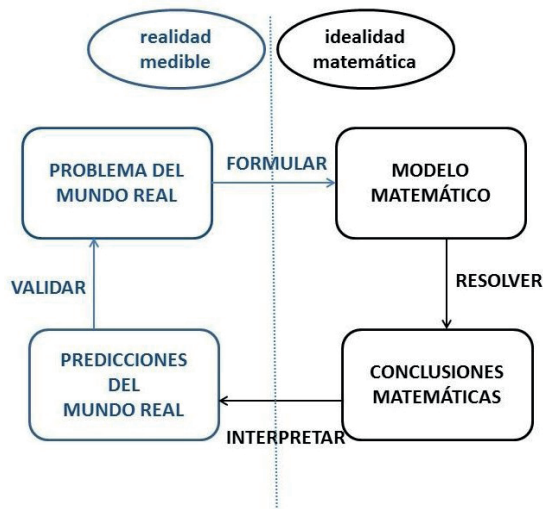 realidad
medible
idealidad
matemática
PROBLEMA DEL
MUNDO REAL
FORMULAR
MODELO
MATEMÁTICO
VALIDAR
RESOLVER
PREDICCIONES
DEL
MUNDO REAL
CONCLUSIONES
MATEMÁTICAS
INTERPRETAR